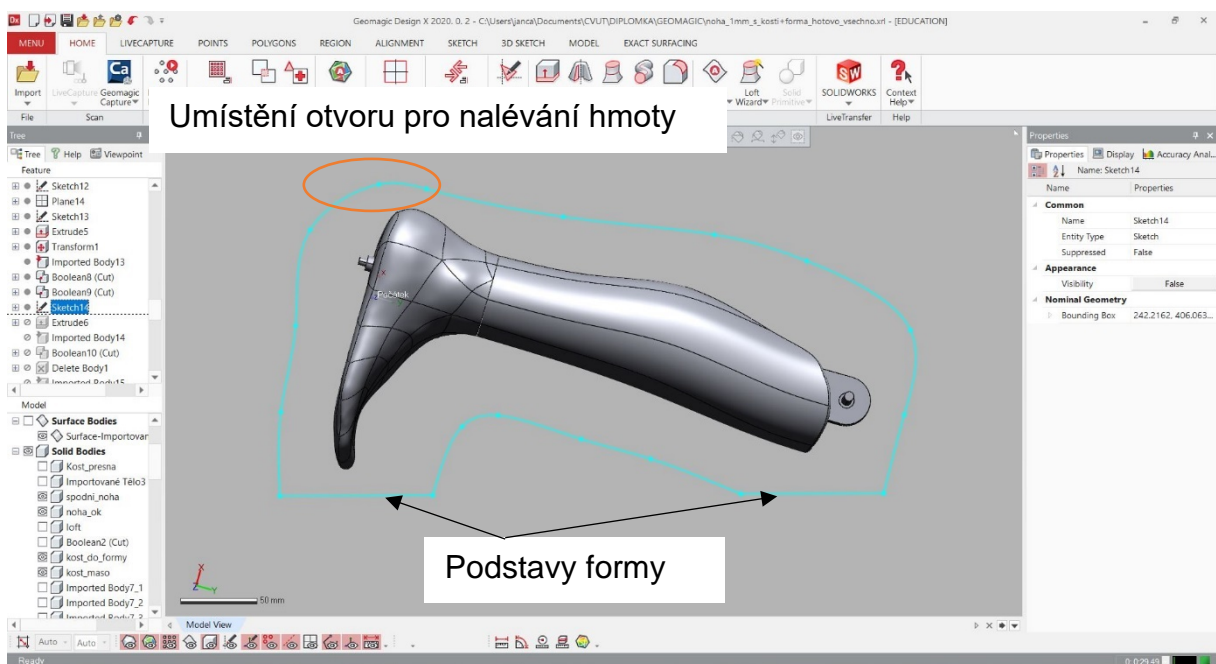 Geomagic Design X 2020. 0. 2 - C:\Users\janca\Documents\CVUT\DIPLOMKA\GEOMAGIC\noha_1mm_s_kosti+forma_hotovo_vsechno.xrl - [EDUCATION]
MENU HOME LIVECAPTURE POINTS POLYGONS REGION ALIGNMENT SKETCH 3D SKETCH MODEL EXACT SURFACING
Import LiveCapture Geomagic Capture Loft Wizard Solid Primitive SOLIDWORKS Context Help
File Scan LiveTransfer Help
Umístění otvoru pro nalévání hmoty
Tree
Tree Help Viewpoint
Feature
Sketch12
Plane14
Sketch13
Extrude5
Transform1
Imported Body13
Boolean8 (Cut)
Boolean9 (Cut)
Sketch14
Extrude6
Imported Body14
Boolean10 (Cut)
Delete Body1
Imported Body15
Model
Surface Bodies
Surface-Importovar
Solid Bodies
Kost_presna
Importované Tělo3
spodni_noha
noha_ok
loft
Boolean2 (Cut)
kost_do_formy
kost_maso
Imported Body7_1
Imported Body7_2
Imported Body7_3
Počátek
X
Y
Z
50 mm
Podstavy formy
Model View
Properties
Properties Display Accuracy Anal...
Name: Sketch14
Name Properties
Common
Name Sketch14
Entity Type Sketch
Suppressed False
Appearance
Visibility False
Nominal Geometry
Bounding Box 242.2162, 406.063...
Auto Auto
Ready
0: 0:29.49